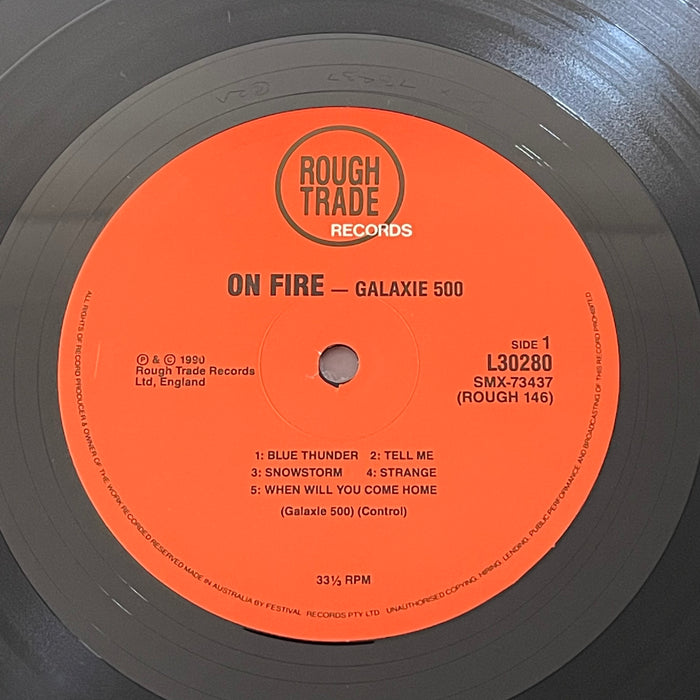 ROUGH
TRADE
RECORDS
ON FIRE — GALAXIE 500
SIDE 1
L30280
SMX-73437
(ROUGH 146)
℗ & © 1990
Rough Trade Records
Ltd, England
1: BLUE THUNDER 2: TELL ME
3: SNOWSTORM 4: STRANGE
5: WHEN WILL YOU COME HOME
(Galaxie 500) (Control)
33⅓ RPM
ALL RIGHTS OF RECORD PRODUCER & OWNER OF THE WORK RECORDED RESERVED MADE IN AUSTRALIA BY FESTIVAL RECORDS PTY LTD. UNAUTHORISED COPYING, HIRING, LENDING, PUBLIC PERFORMANCE AND BROADCASTING OF THIS RECORD PROHIBITED